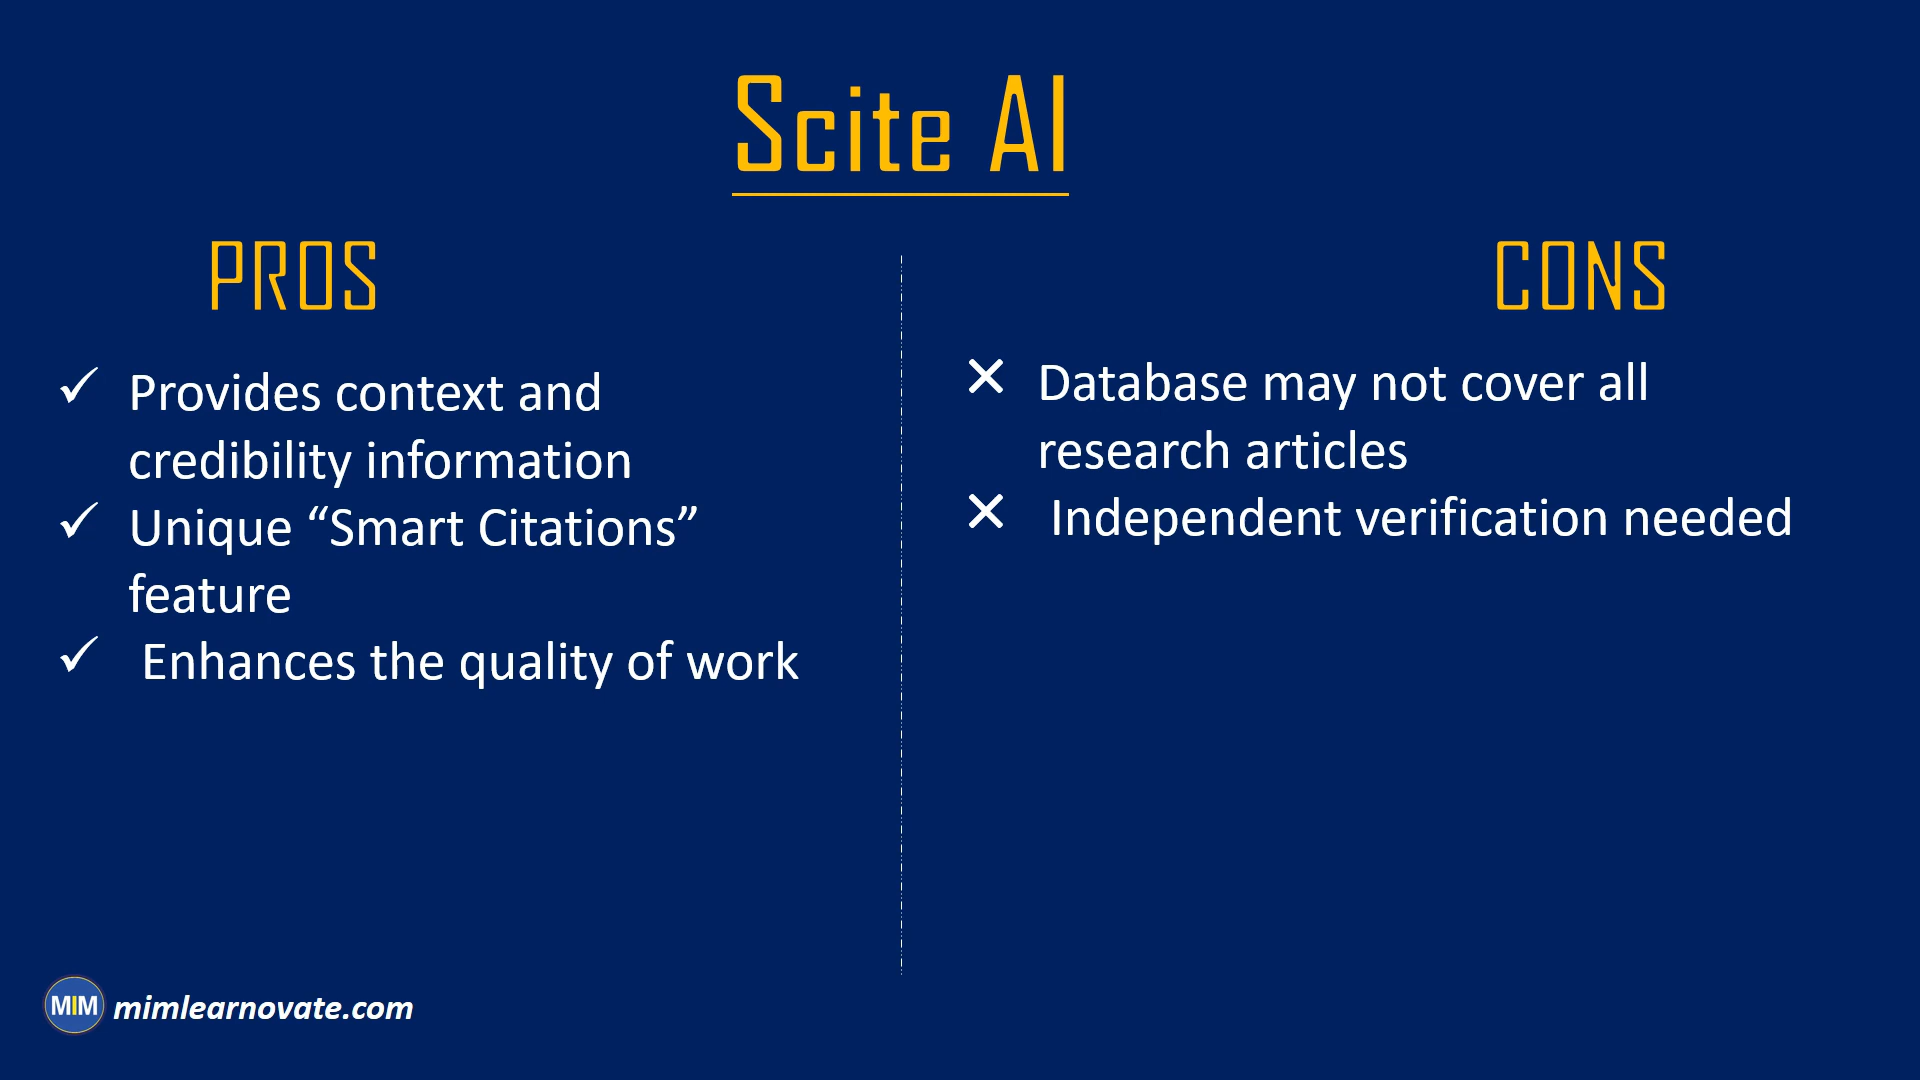 Scite AI
PROS
Provides context and
credibility information
Unique “Smart Citations”
feature
Enhances the quality of work
CONS
Database may not cover all
research articles
Independent verification needed
MIM mimlearnovate.com